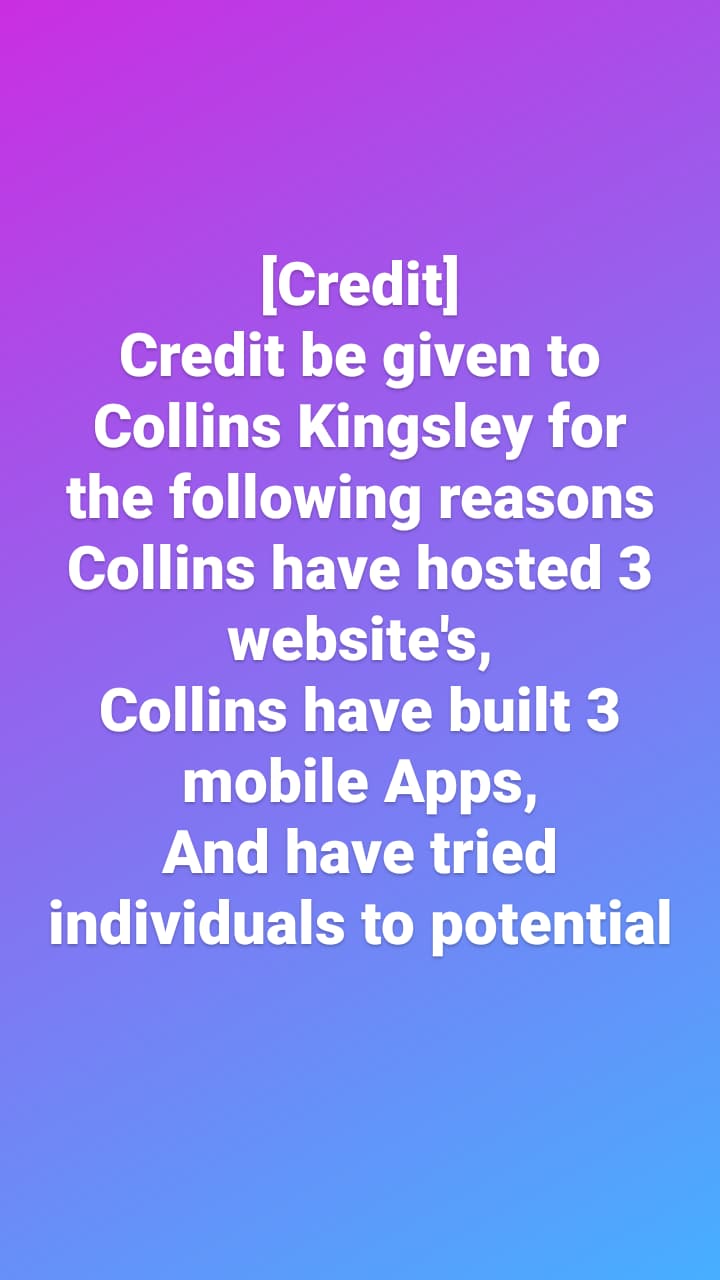 [Credit]
Credit be given to
Collins Kingsley for
the following reasons
Collins have hosted 3
website's,
Collins have built 3
mobile Apps,
And have tried
individuals to potential